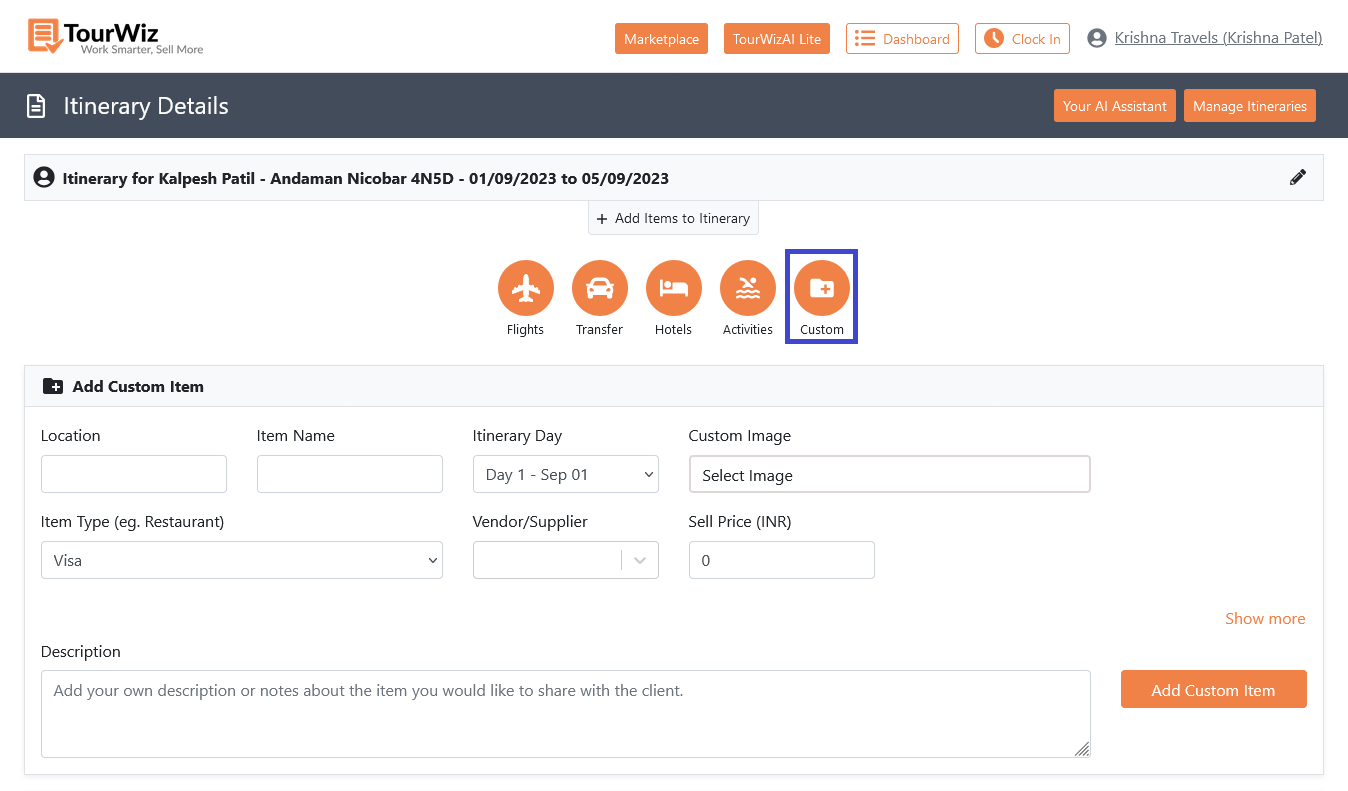 TourWiz
Work Smarter, Sell More
Marketplace
TourWizAI Lite
Dashboard
Clock In
Krishna Travels (Krishna Patel)
Itinerary Details
Your AI Assistant
Manage Itineraries
Itinerary for Kalpesh Patil - Andaman Nicobar 4N5D - 01/09/2023 to 05/09/2023
+ Add Items to Itinerary
Flights
Transfer
Hotels
Activities
Custom
Add Custom Item
Location
Item Name
Itinerary Day
Custom Image
Day 1 - Sep 01
Select Image
Item Type (eg. Restaurant)
Vendor/Supplier
Sell Price (INR)
Visa
0
Show more
Description
Add your own description or notes about the item you would like to share with the client.
Add Custom Item